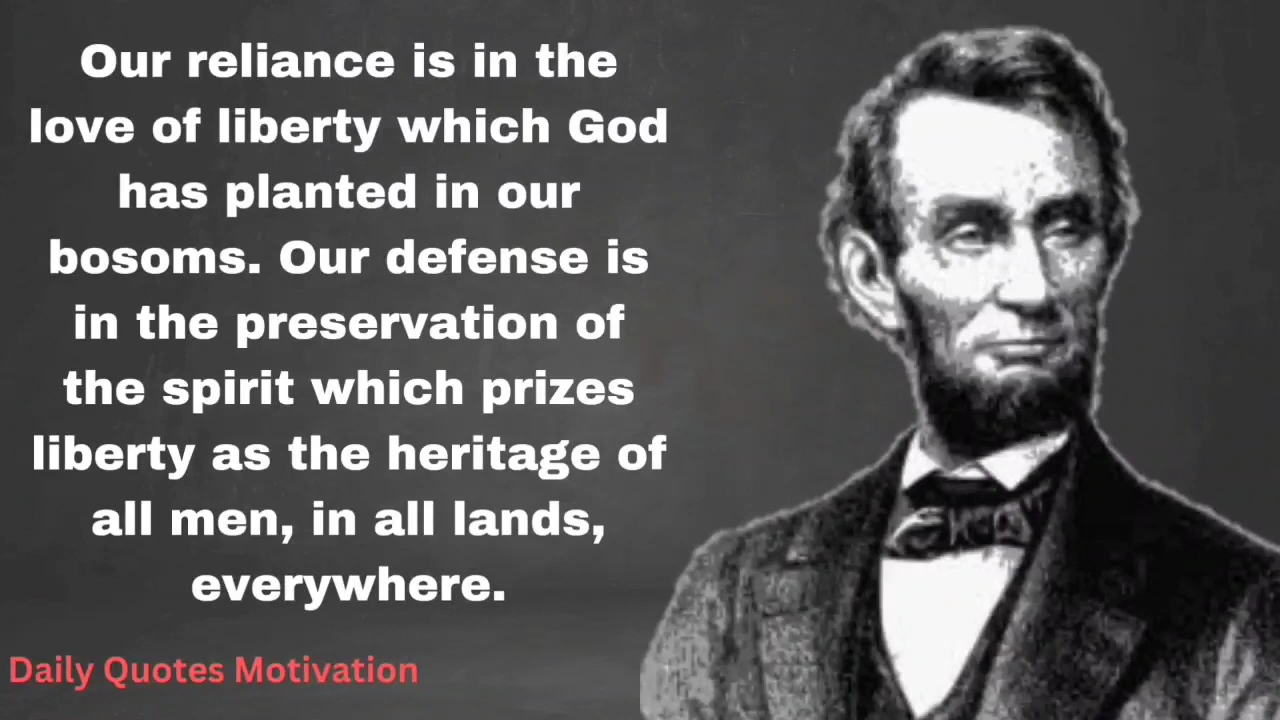 Our reliance is in the
love of liberty which God
has planted in our
bosoms. Our defense is
in the preservation of
the spirit which prizes
liberty as the heritage of
all men, in all lands,
everywhere.
Daily Quotes Motivation